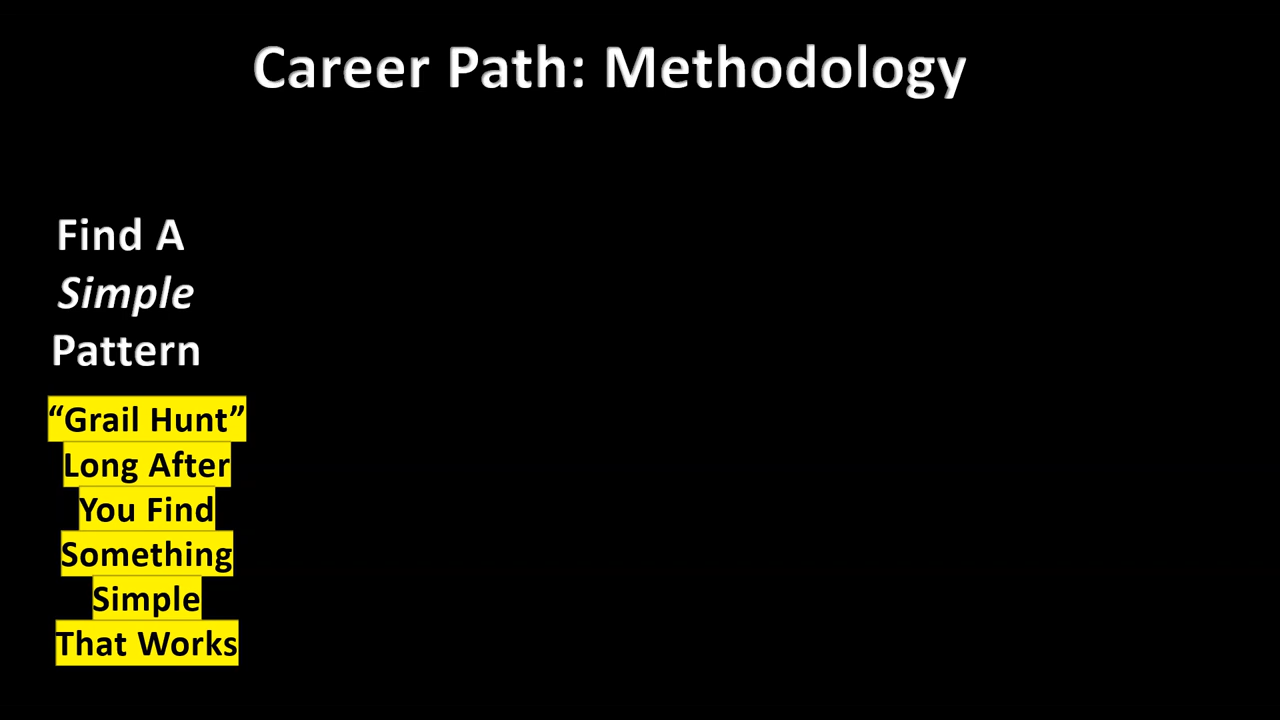 Career Path: Methodology
Find A
Simple
Pattern
“Grail Hunt”
Long After
You Find
Something
Simple
That Works